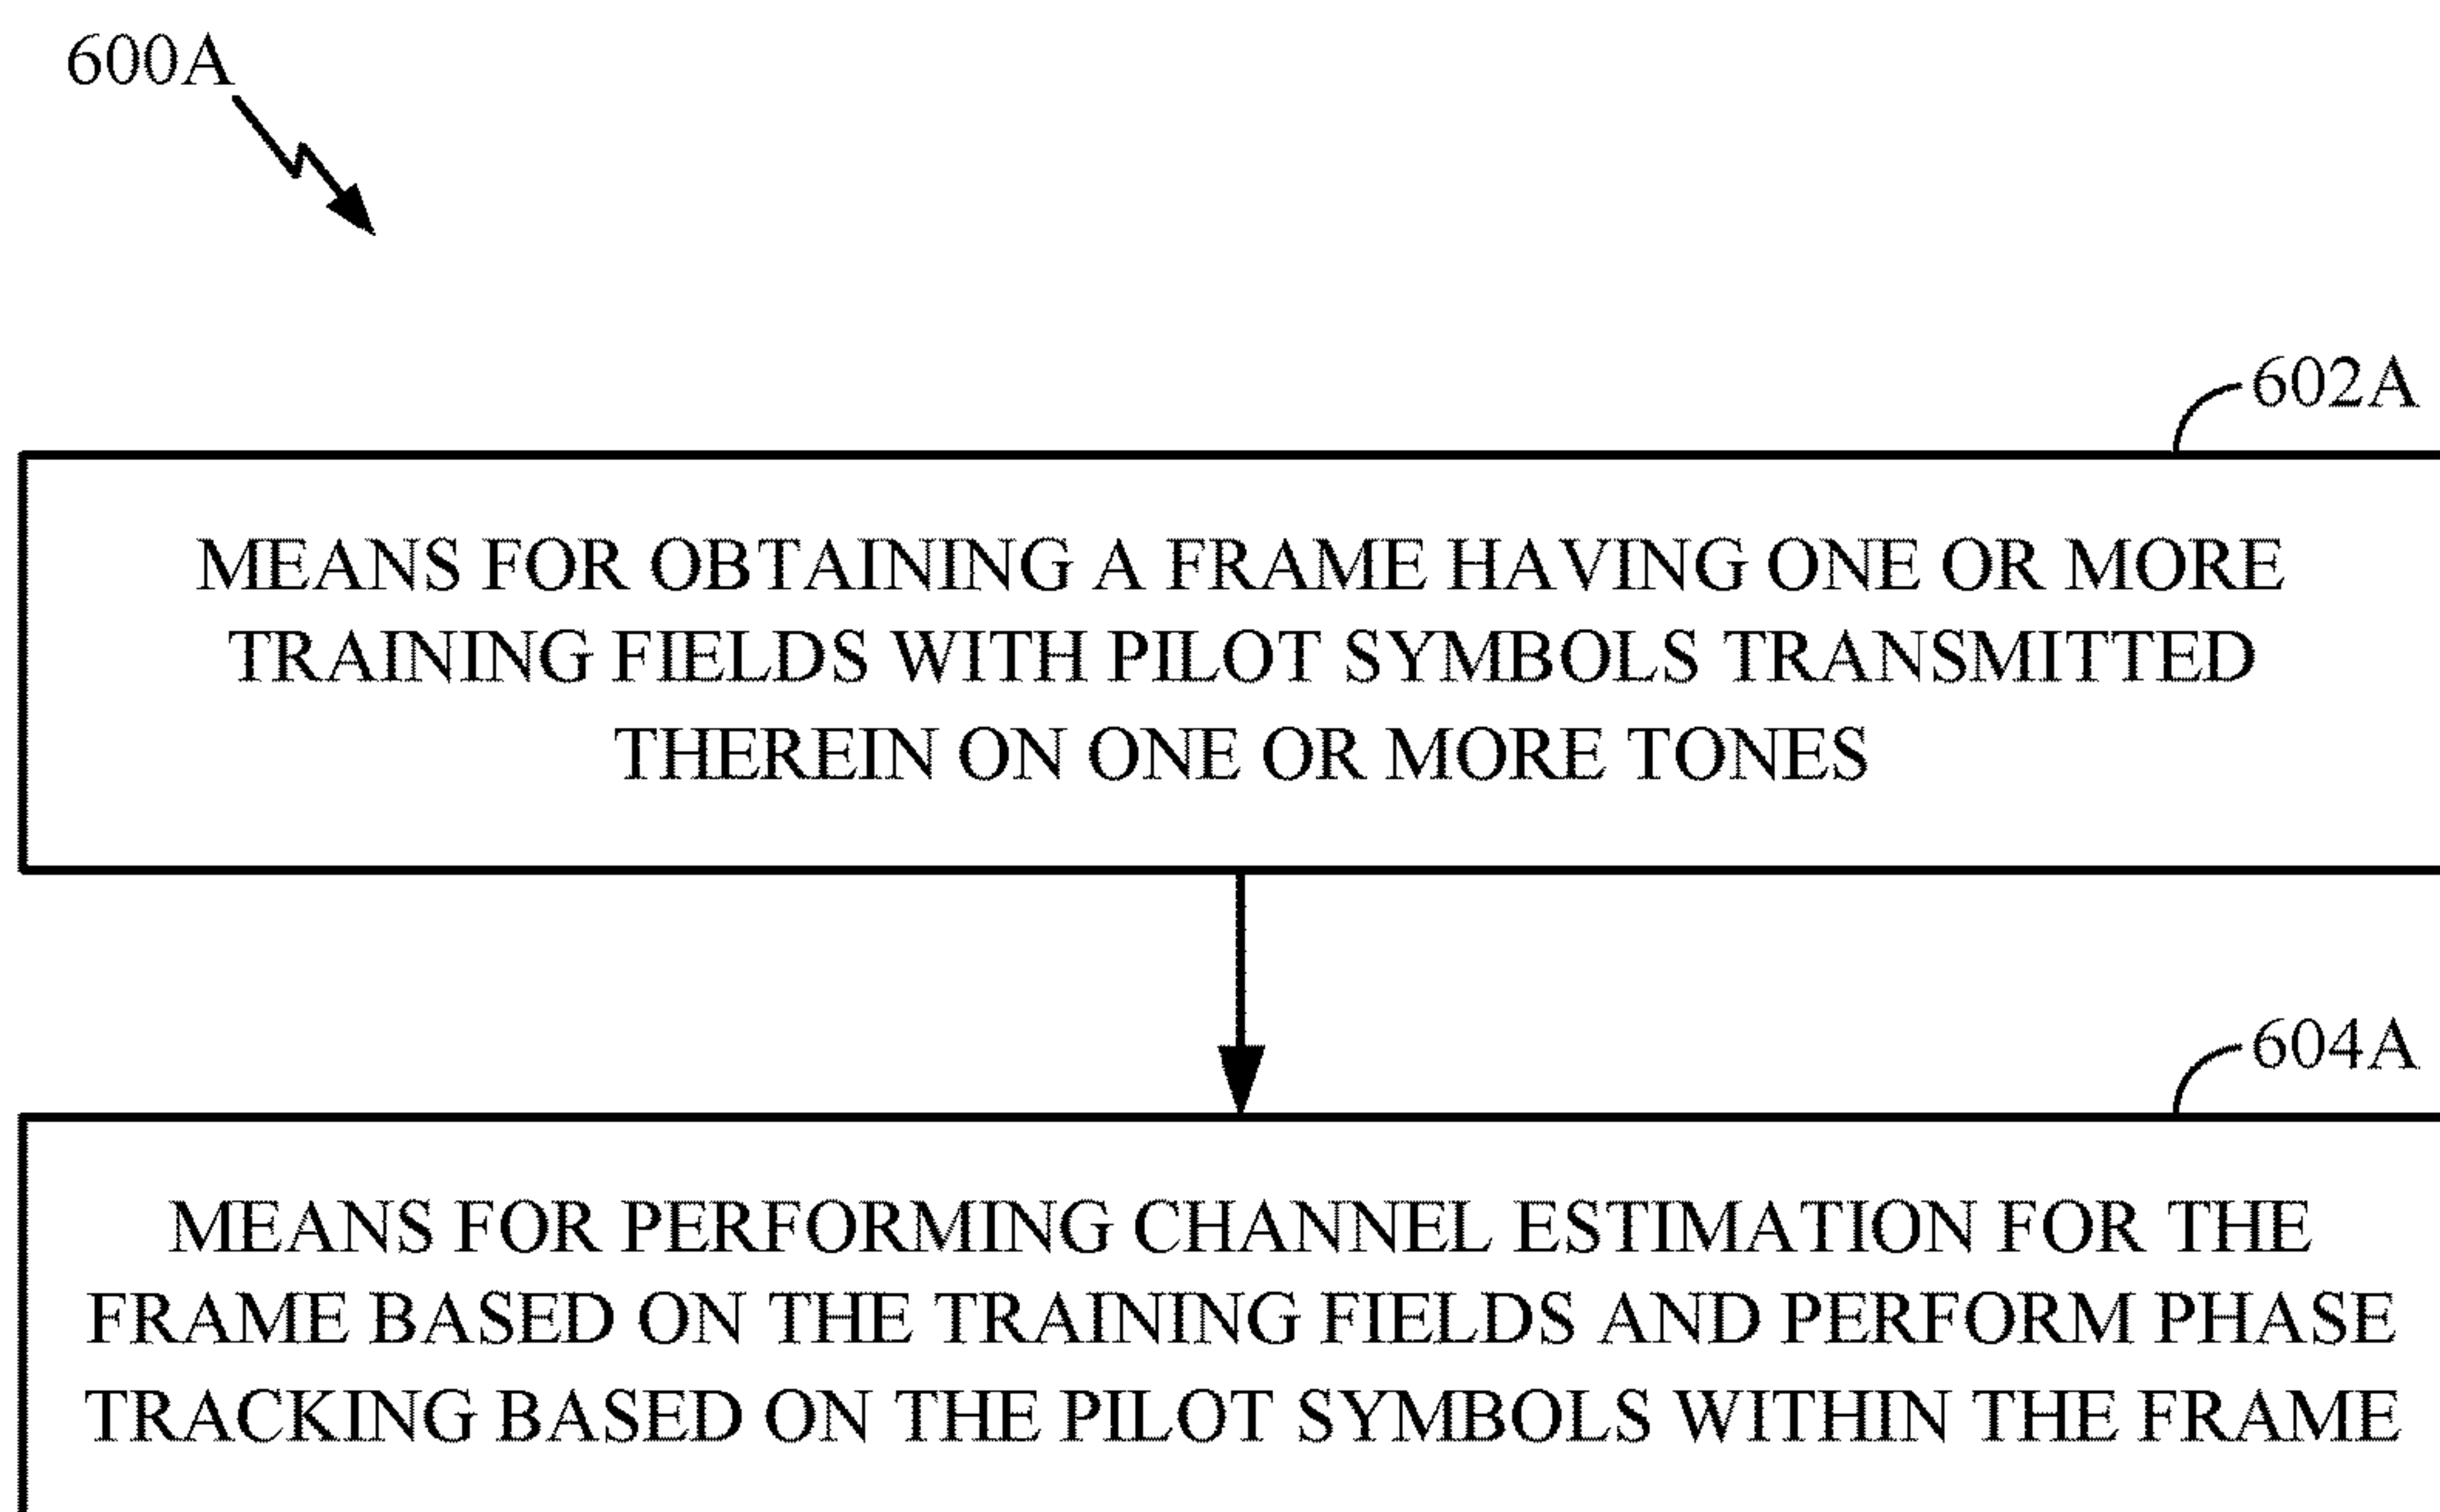 600A
602A
MEANS FOR OBTAINING A FRAME HAVING ONE OR MORE
TRAINING FIELDS WITH PILOT SYMBOLS TRANSMITTED
THEREIN ON ONE OR MORE TONES
604A
MEANS FOR PERFORMING CHANNEL ESTIMATION FOR THE
FRAME BASED ON THE TRAINING FIELDS AND PERFORM PHASE
TRACKING BASED ON THE PILOT SYMBOLS WITHIN THE FRAME